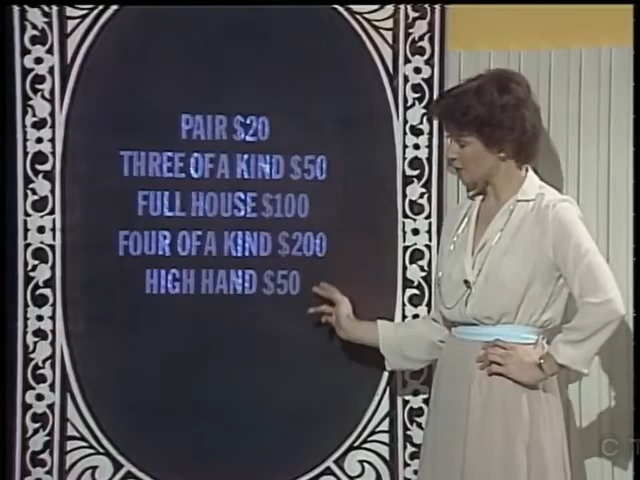 PAIR $20
THREE OF A KIND $50
FULL HOUSE $100
FOUR OF A KIND $200
HIGH HAND $50